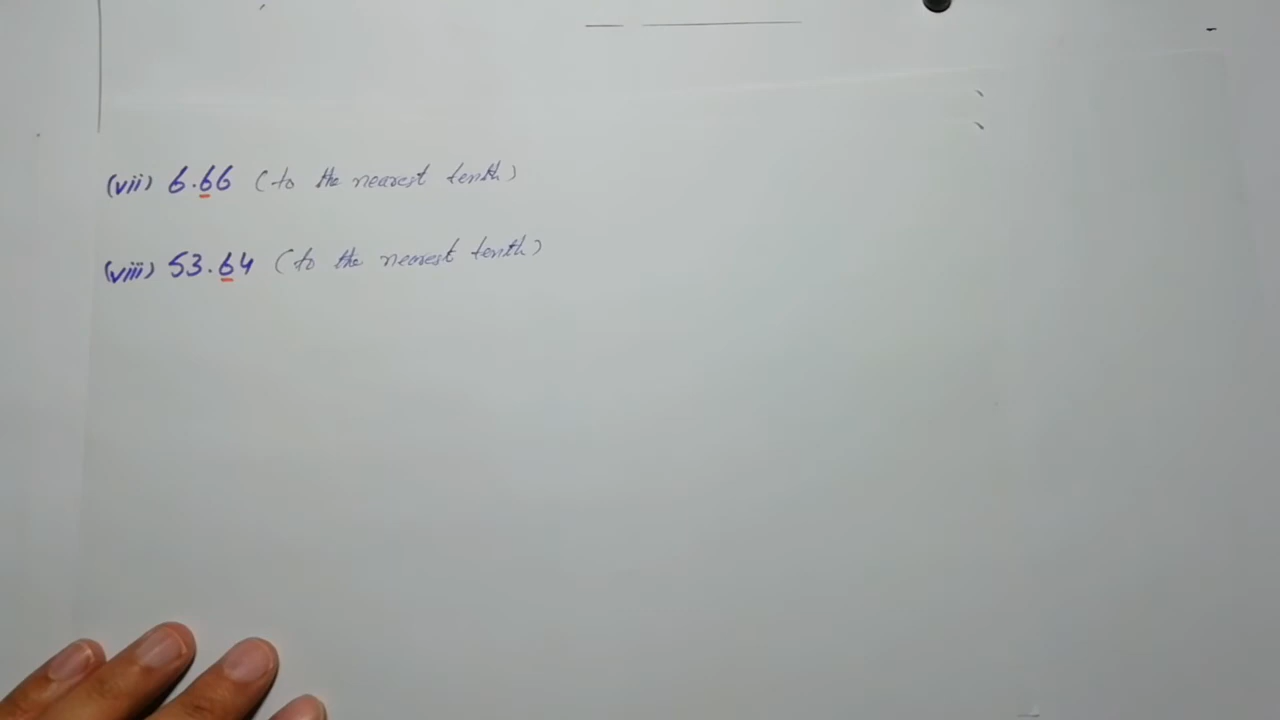 (vii) 6.66 (to the nearest tenth)
(viii) 53.64 (to the nearest tenth)